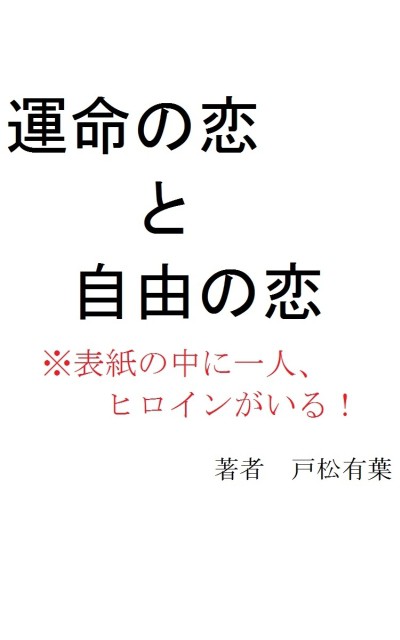 運命の恋
と
自由の恋
※表紙の中に一人、
ヒロインがいる！
著者　戸松有葉